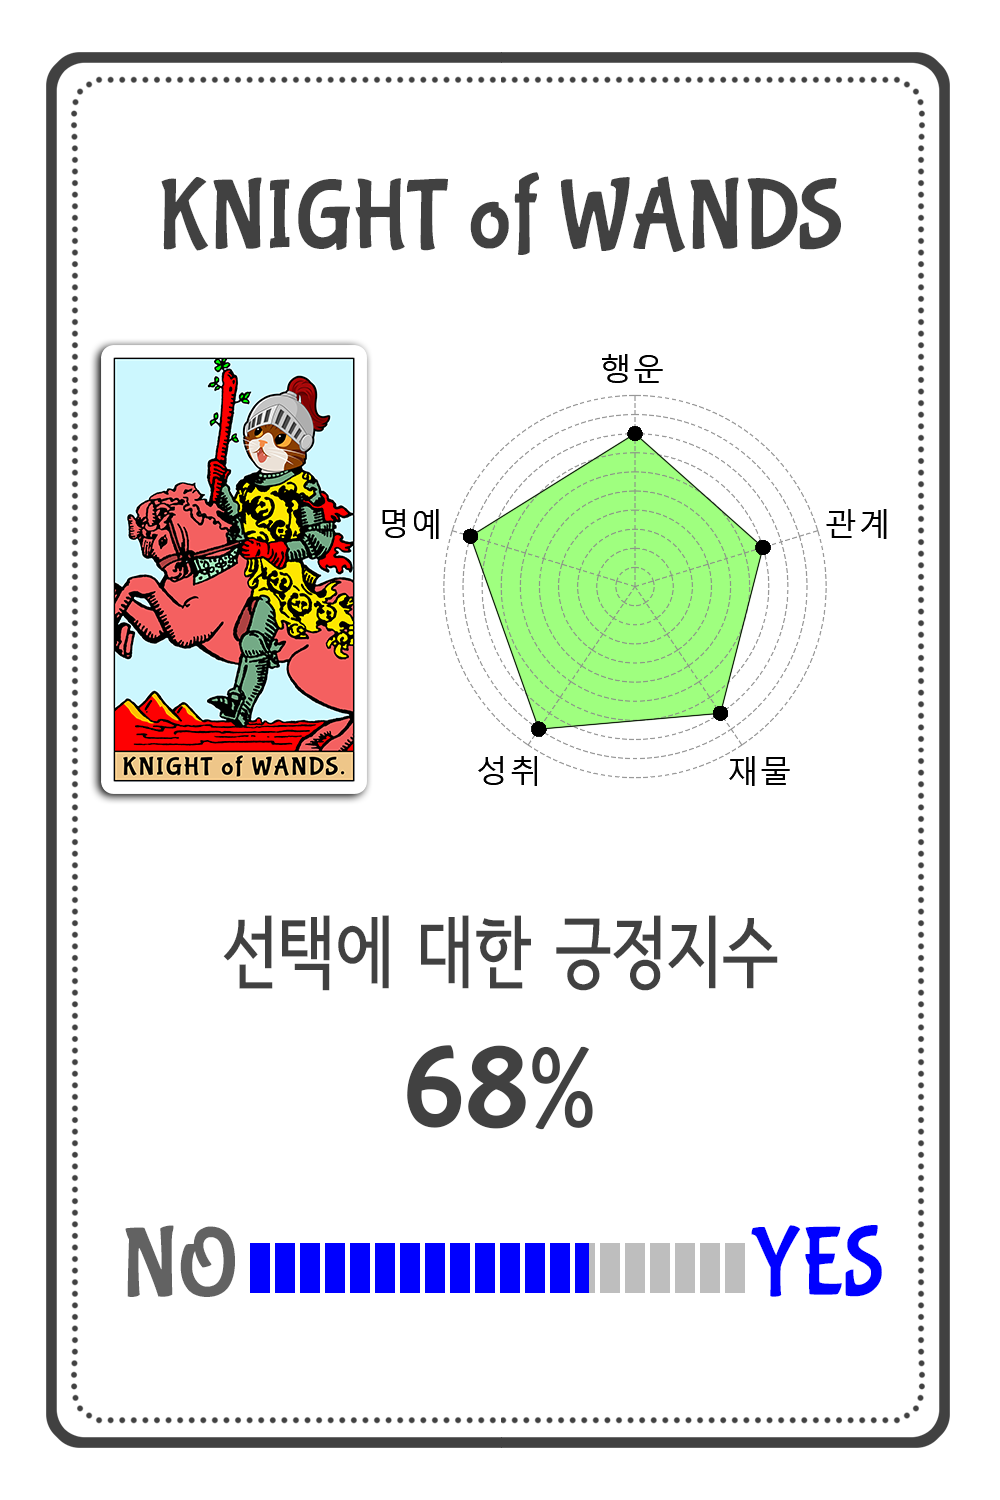 KNIGHT of WANDS
행운
명예
관계
성취
재물
KNIGHT of WANDS.
선택에 대한 긍정지수
68%
NO
YES